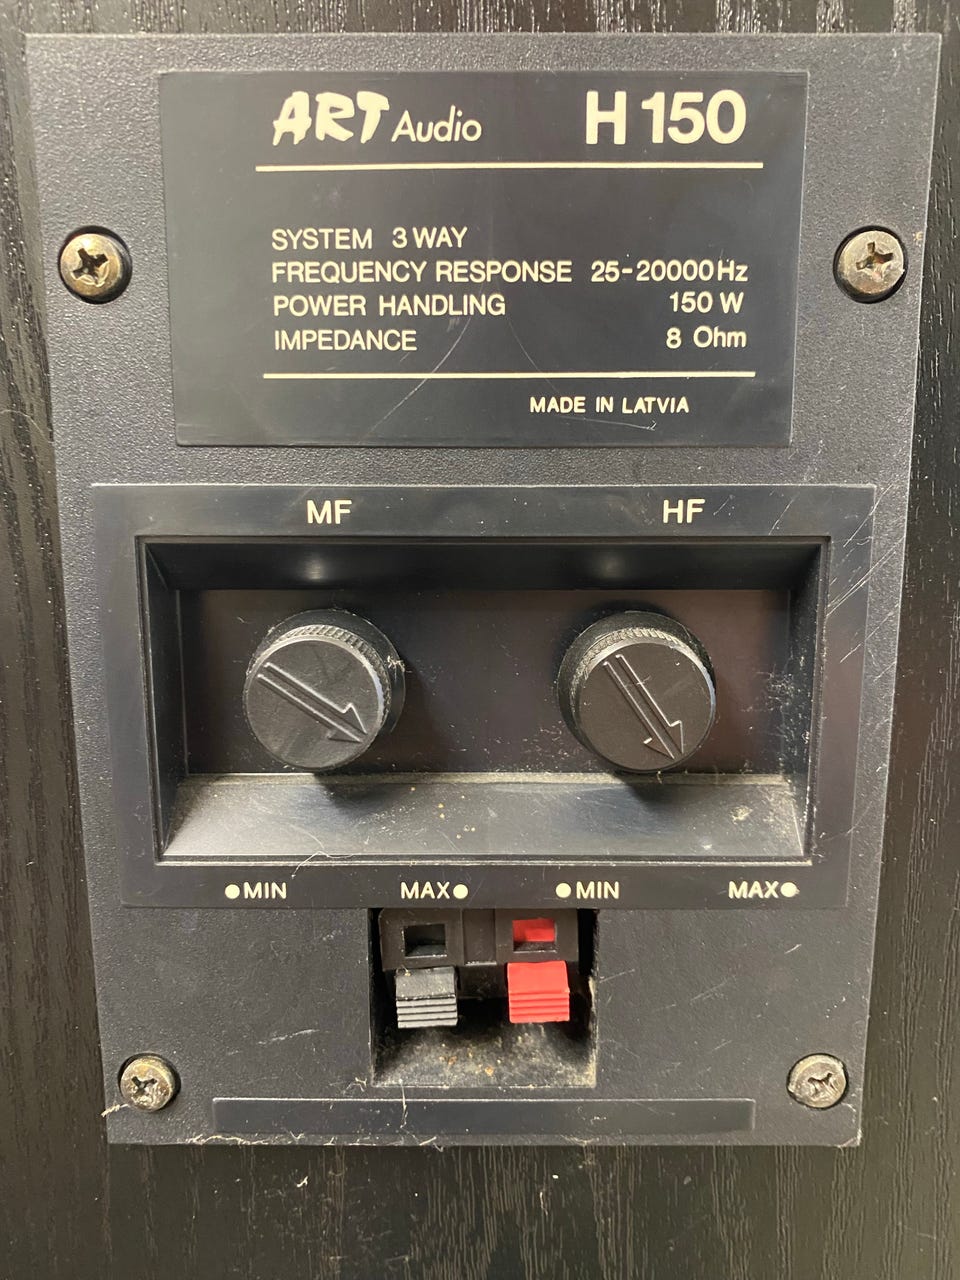 ART Audio H 150
SYSTEM 3 WAY
FREQUENCY RESPONSE 25-20000 Hz
POWER HANDLING 150 W
IMPEDANCE 8 Ohm
MADE IN LATVIA
MF HF
MIN MAX MIN MAX